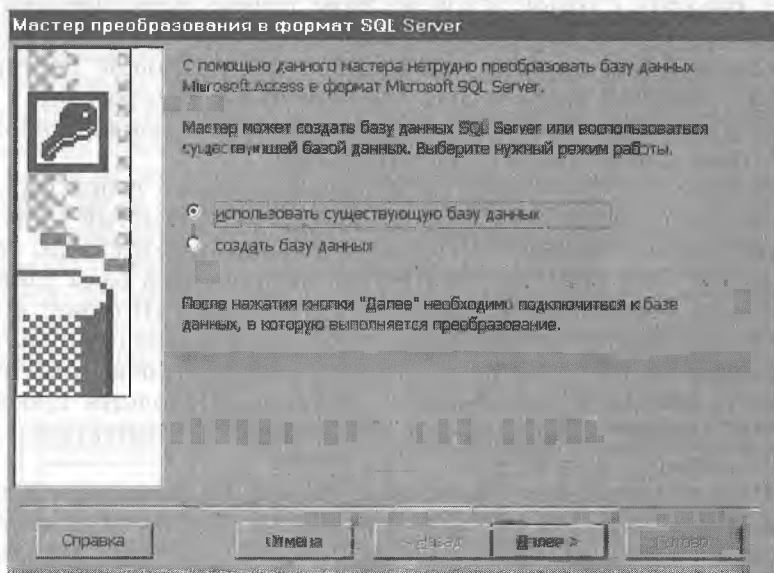 Мастер преобразования в формат SQL Server
С помощью данного мастера нетрудно преобразовать базу данных
Microsoft Access в формат Microsoft SQL Server.
Мастер может создать базу данных SQL Server или воспользоваться
существующей базой данных. Выберите нужный режим работы.
использовать существующую базу данных
создать базу данных
После нажатия кнопки "Далее" необходимо подключиться к базе
данных, в которую выполняется преобразование.
Справка
Отмена
< Назад
Далее >
Готово